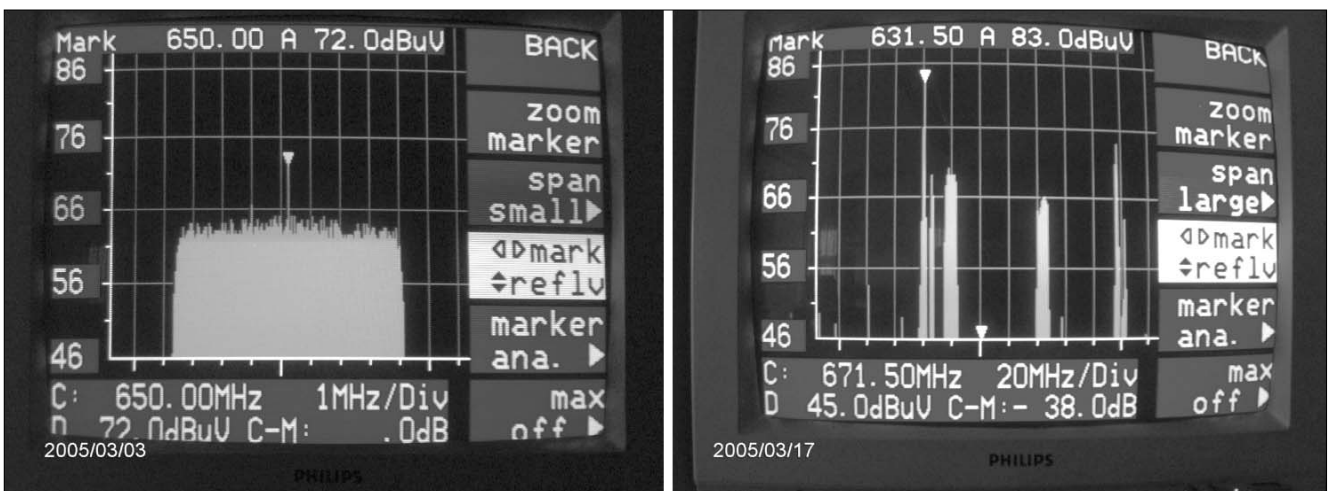 Mark 650.00 A 72.0dBuV
BACK
86
zoom
marker
76
span
small▶
66
◁▷mark
♦reflv
56
marker
ana. ▶
46
C: 650.00MHz 1MHz/Div
max
D 72.0dBuV C-M: .0dB
off ▶
2005/03/03
PHILIPS
Mark 631.50 A 83.0dBuV
BACK
86
zoom
marker
76
span
large▶
66
◁▷mark
♦reflv
56
marker
ana. ▶
46
C: 671.50MHz 20MHz/Div
max
D 45.0dBuV C-M:- 38.0dB
off ▶
2005/03/17
PHILIPS